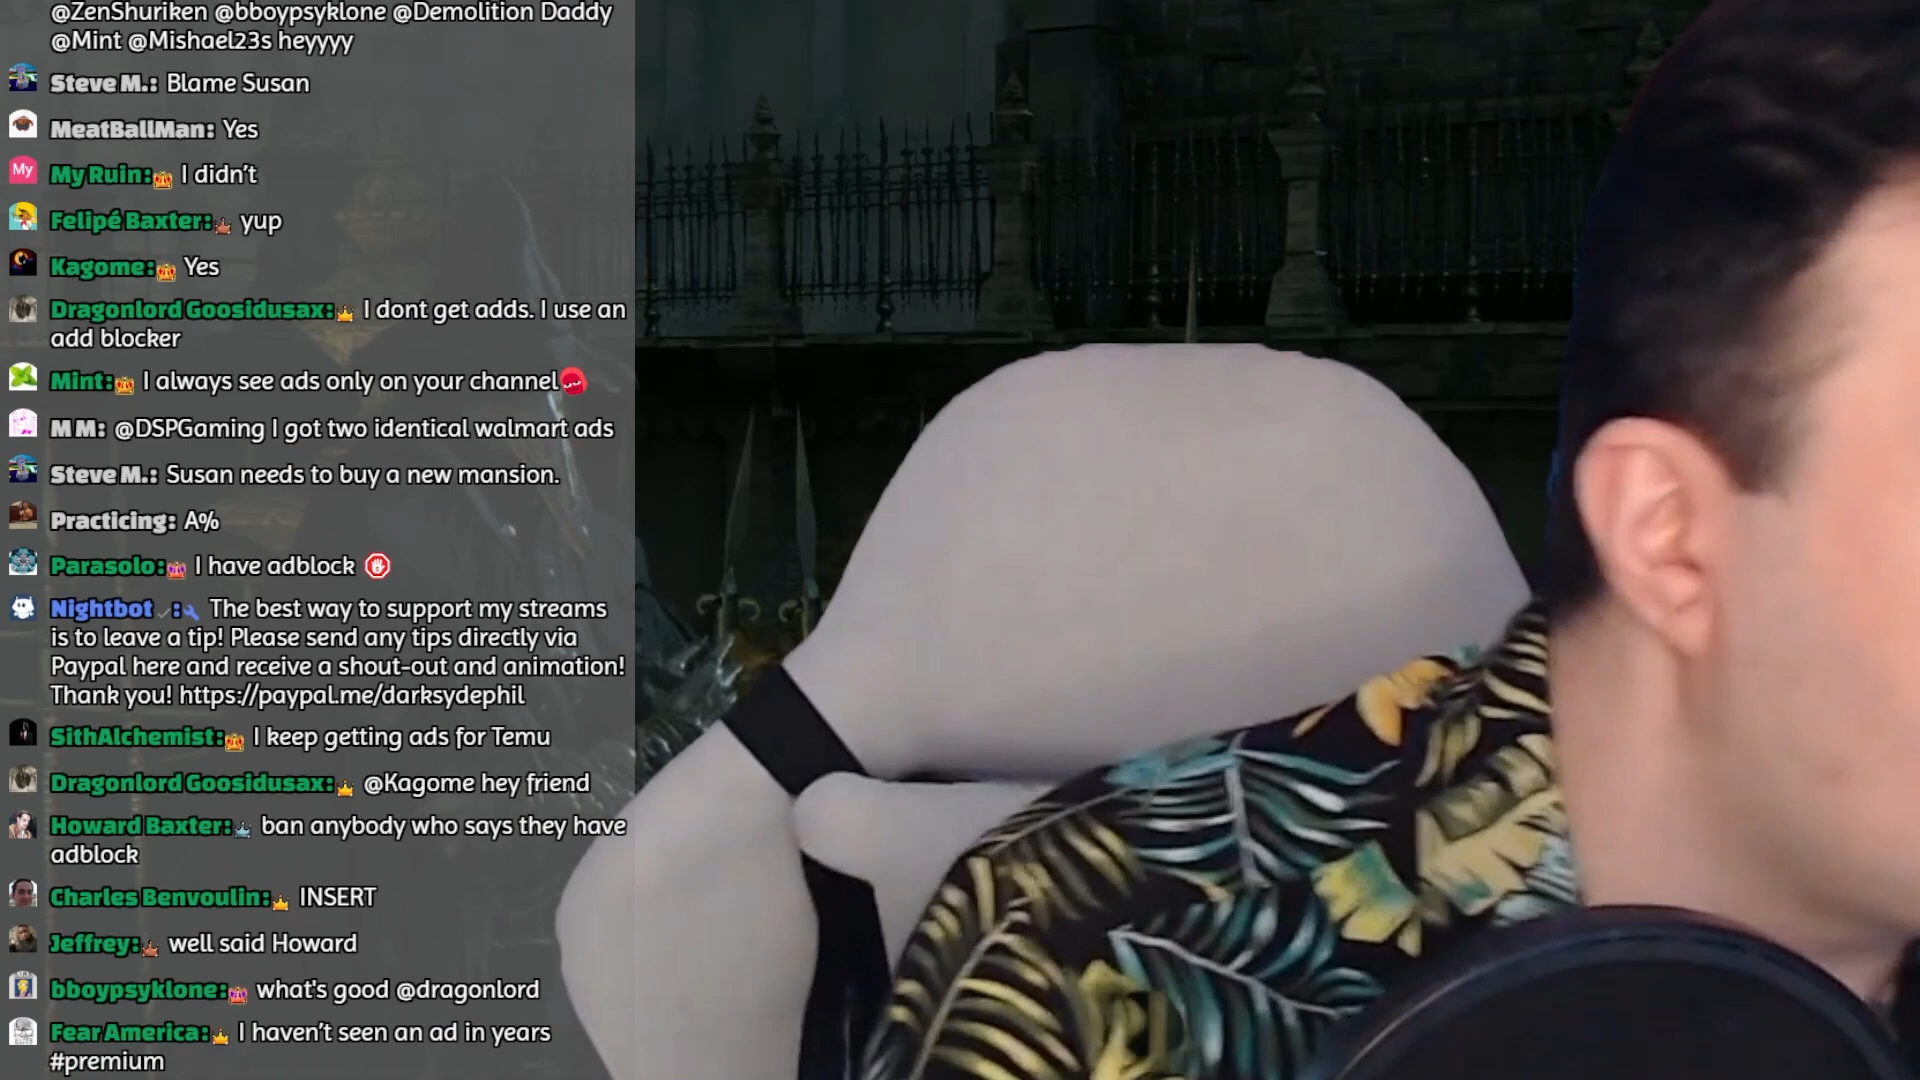 @ZenShuriken @bboypsyklone @Demolition Daddy
@Mint @Mishael23s heyyyy
Steve M.: Blame Susan
MeatBallMan: Yes
My
My Ruin: I didn't
Felipé Baxter: yup
Kagome: Yes
Dragonlord Goosidusax: I dont get adds. I use an
add blocker
Mint: I always see ads only on your channel
M M: @DSPGaming I got two identical walmart ads
Steve M.: Susan needs to buy a new mansion.
Practicing: A%
Parasolo: I have adblock
Nightbot: The best way to support my streams
is to leave a tip! Please send any tips directly via
Paypal here and receive a shout-out and animation!
Thank you! https://paypal.me/darksydephil
SithAlchemist: I keep getting ads for Temu
Dragonlord Goosidusax: @Kagome hey friend
Howard Baxter: ban anybody who says they have
adblock
Charles Benvoulin: INSERT
Jeffrey: well said Howard
bboypsyklone: what's good @dragonlord
Fear America: I haven't seen an ad in years
#premium